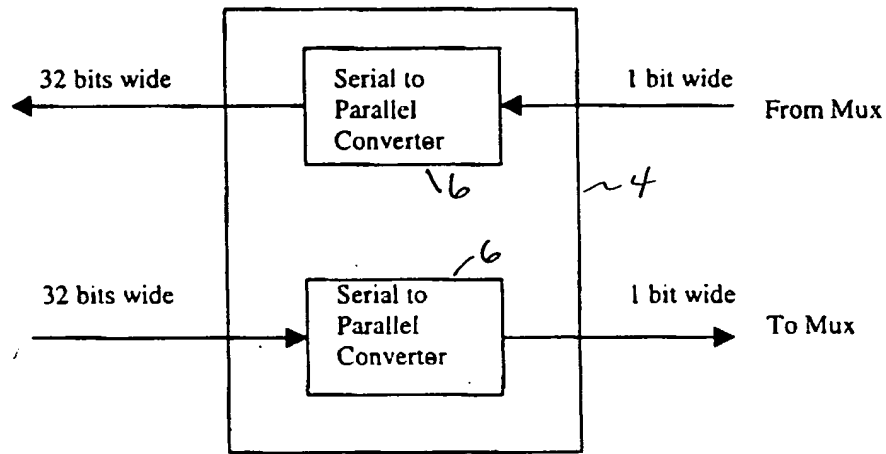 32 bits wide
Serial to
Parallel
Converter
1 bit wide
From Mux
6
4
6
32 bits wide
Serial to
Parallel
Converter
1 bit wide
To Mux